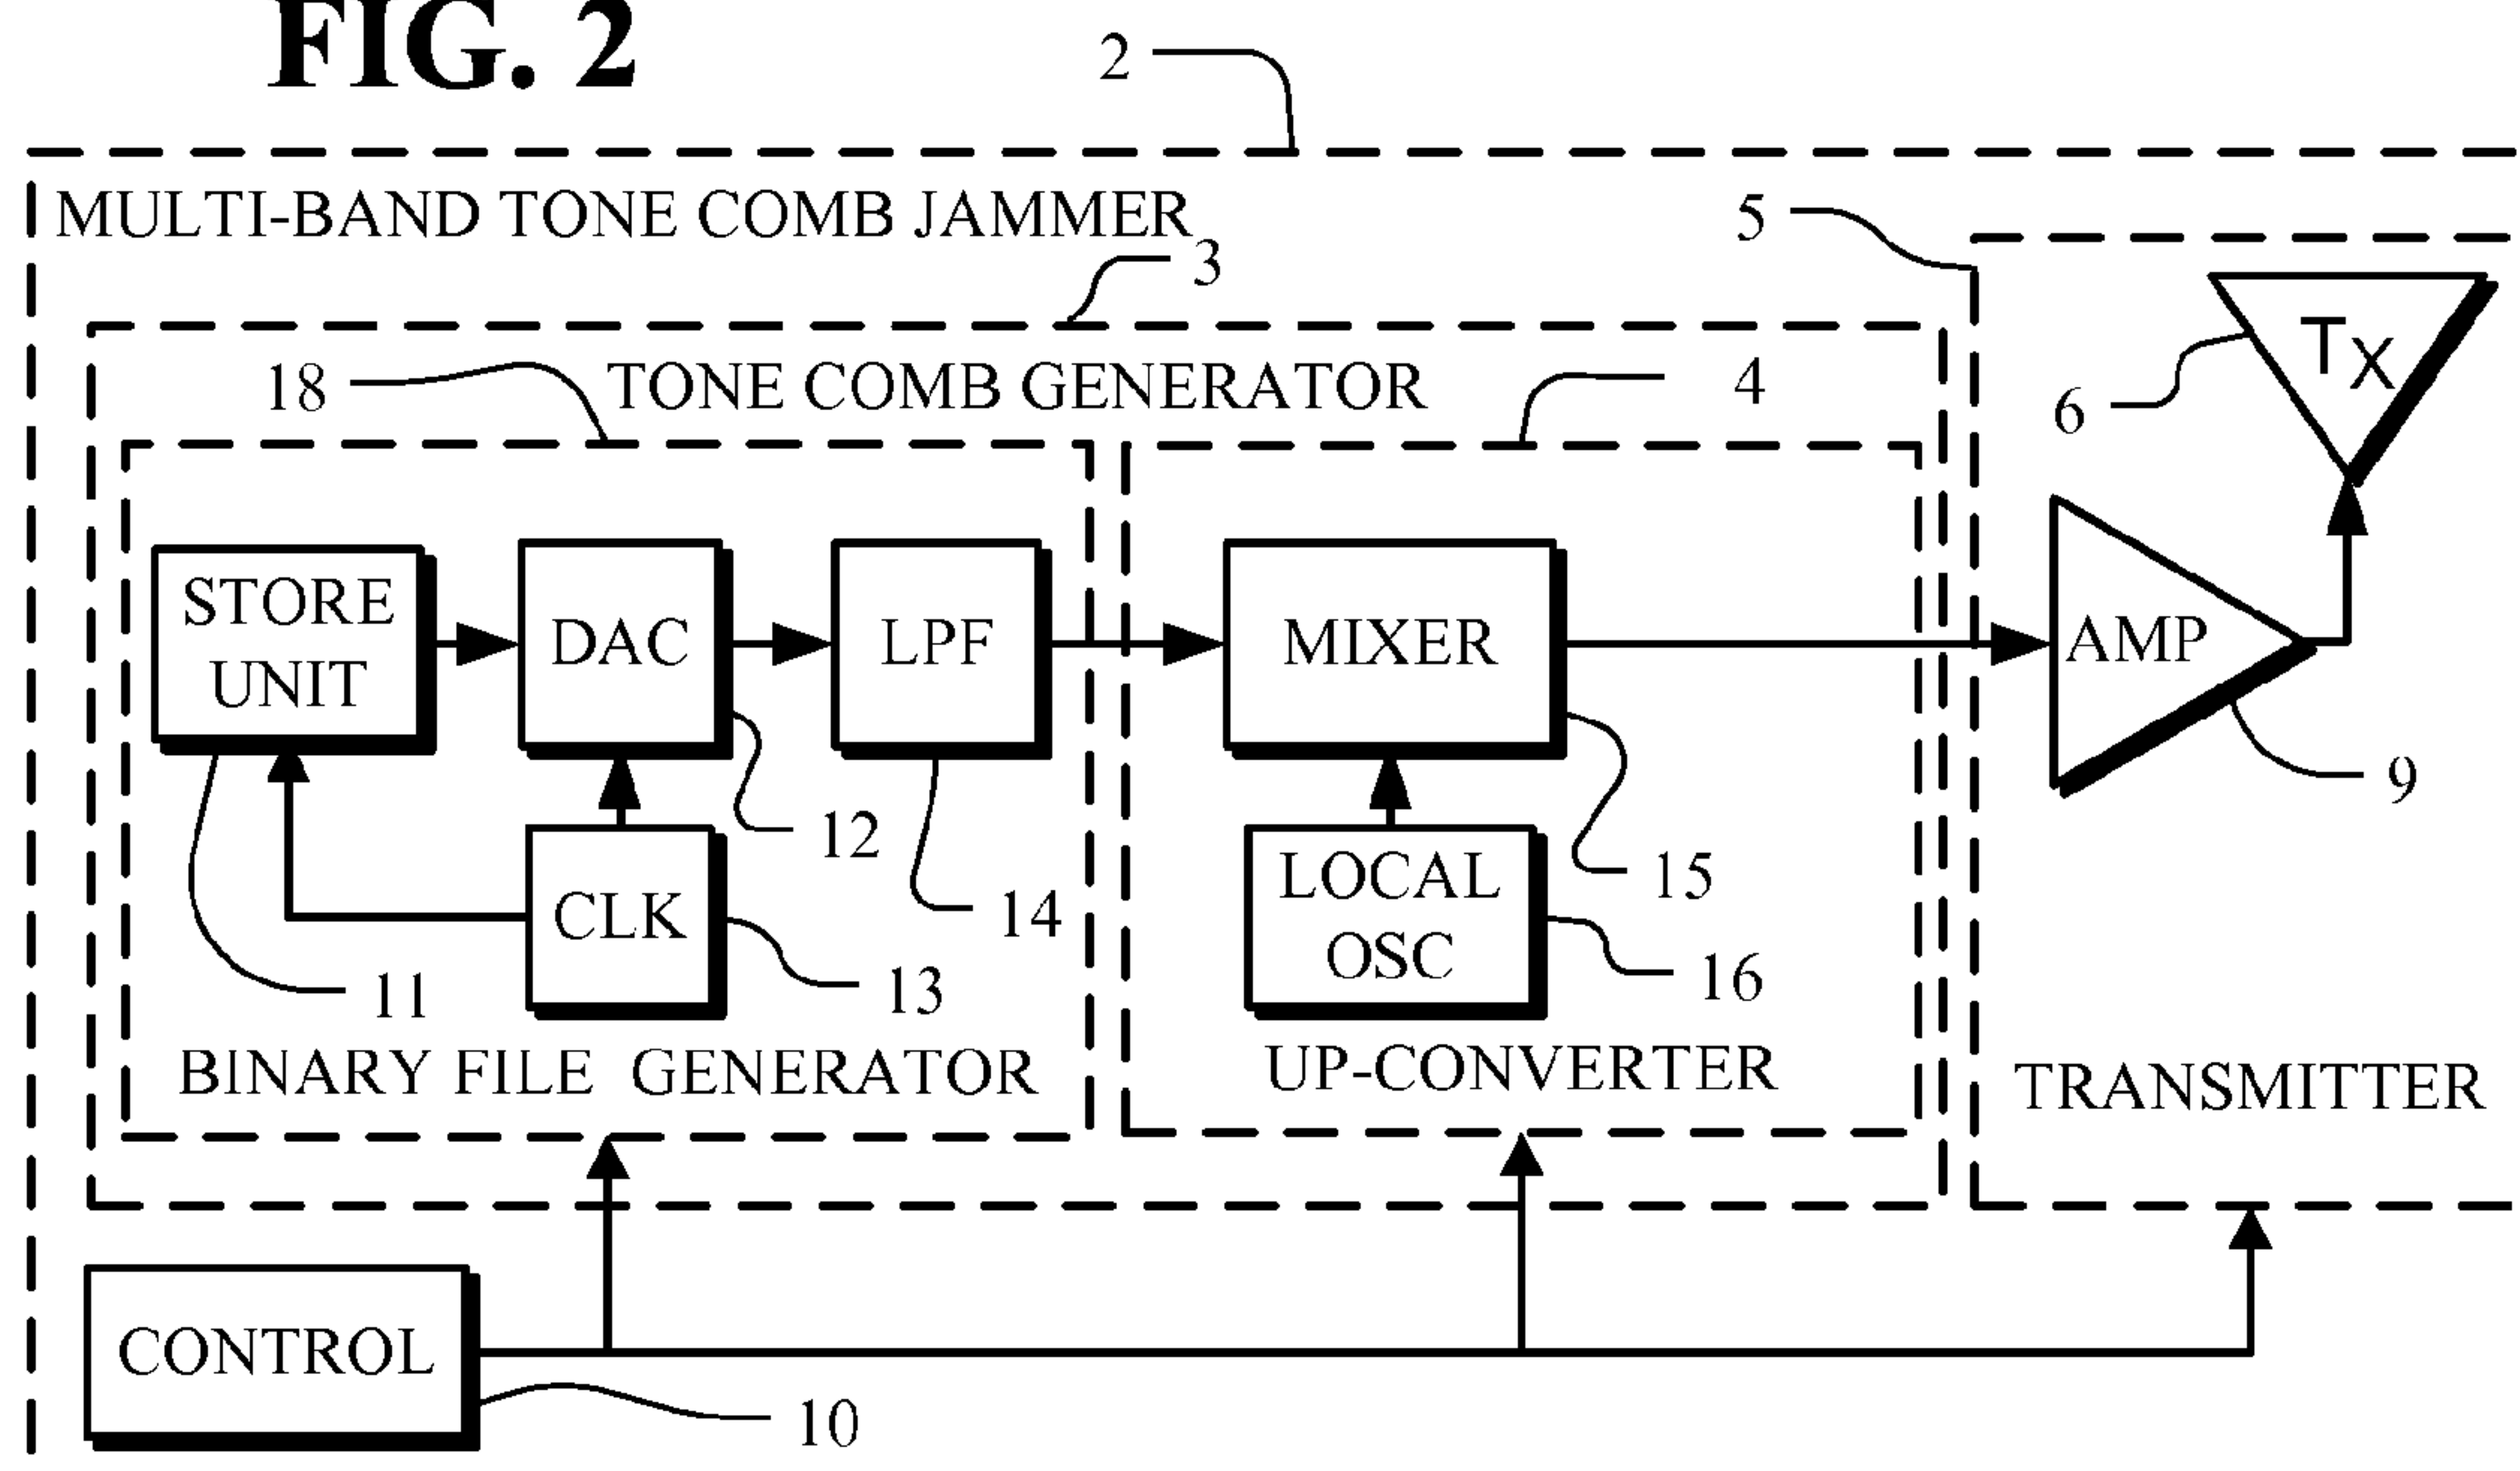 FIG. 2
2
MULTI-BAND TONE COMB JAMMER
5
3
18
TONE COMB GENERATOR
4
6
TX
STORE
UNIT
DAC
LPF
MIXER
AMP
9
12
15
LOCAL
OSC
CLK
14
16
11
13
BINARY FILE GENERATOR
UP-CONVERTER
TRANSMITTER
CONTROL
10